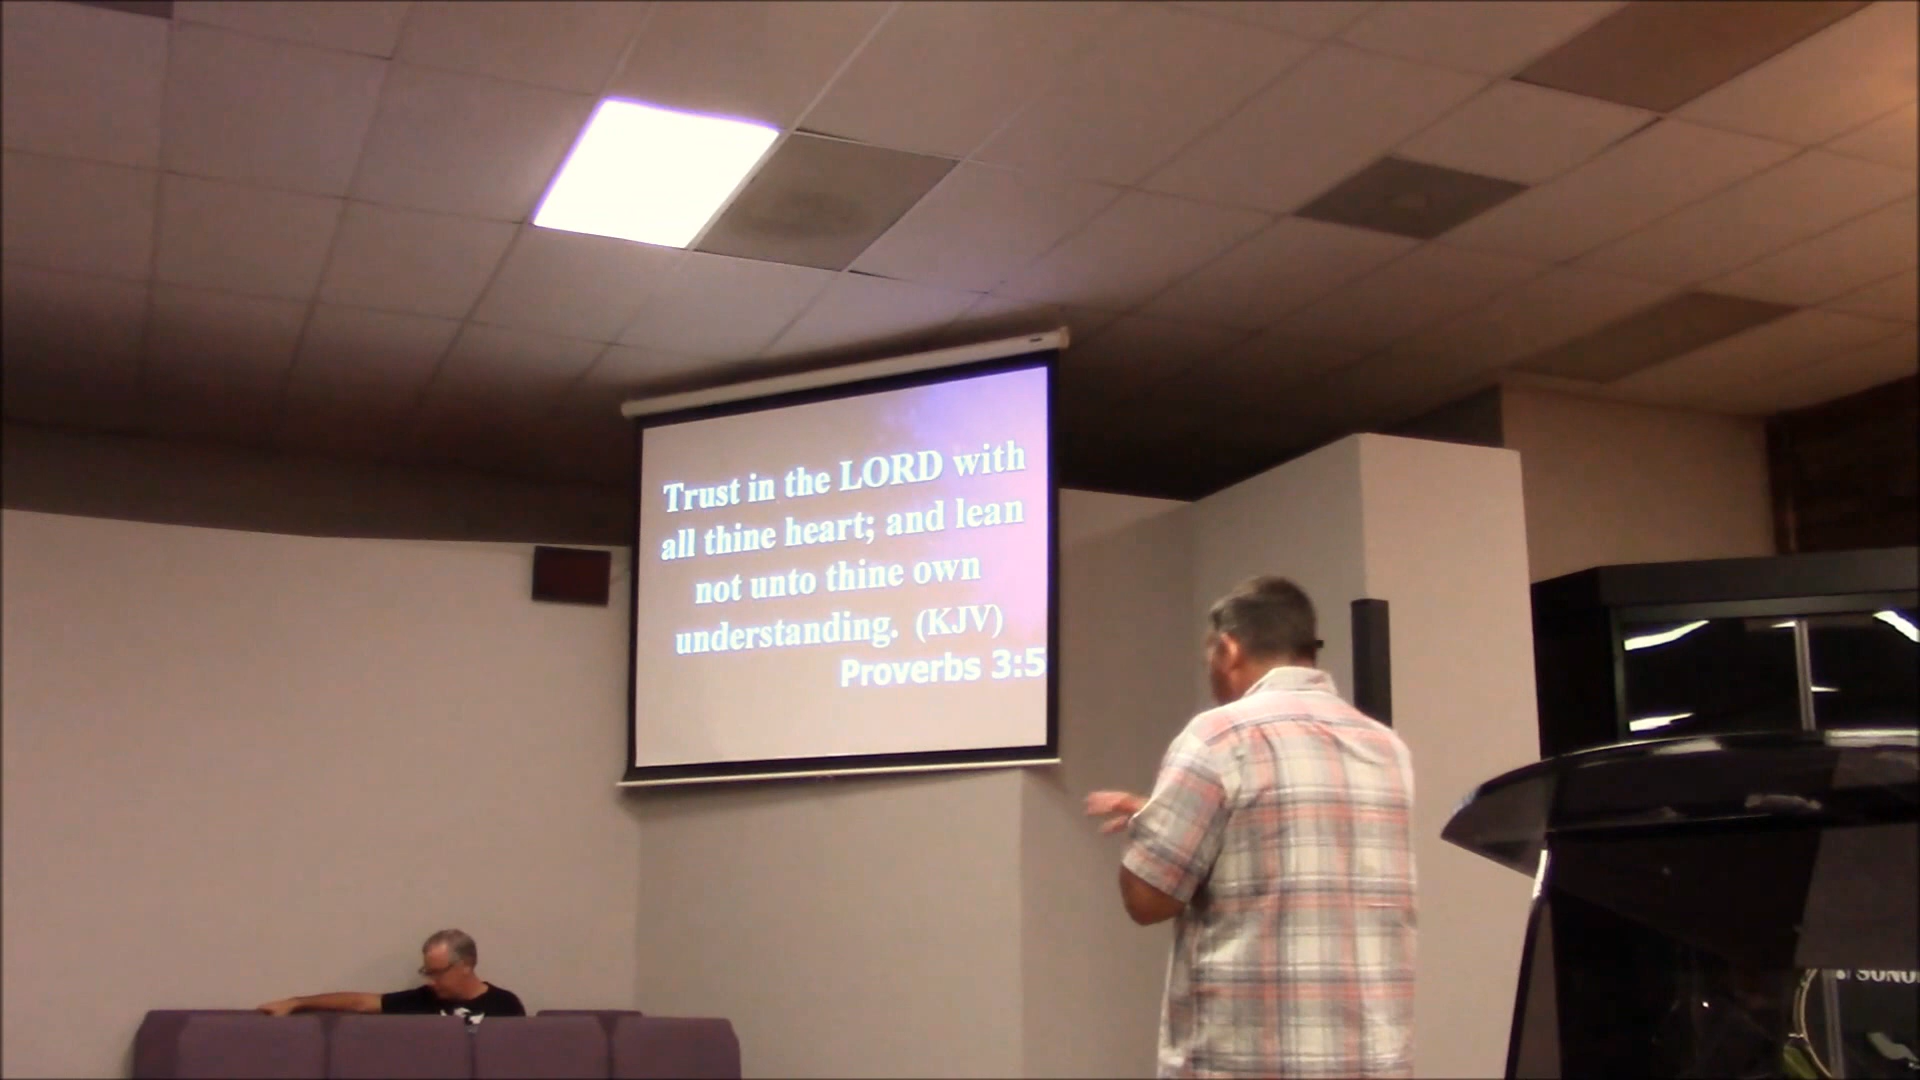 Trust in the LORD with
all thine heart; and lean
not unto thine own
understanding. (KJV)
Proverbs 3:5